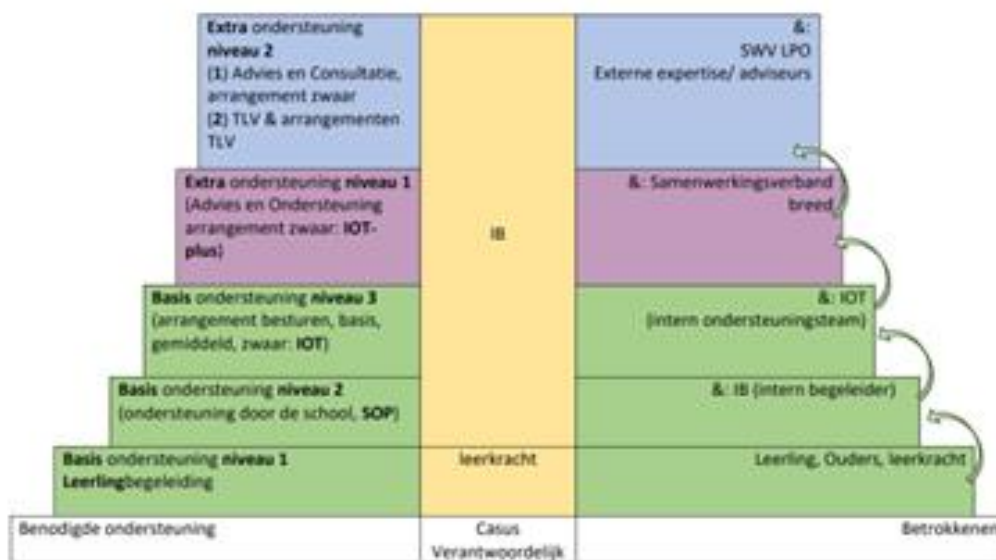 Extra ondersteuning
niveau 2
(1) Advies en Consultatie,
arrangement zwaar
(2) TLV & arrangementen
TLV
&:
SWV LPO
Externe expertise/ adviseurs
Extra ondersteuning niveau 1
(Advies en Ondersteuning
arrangement zwaar: IOT-
plus)
IB
&: Samenwerkingsverband
breed
Basis ondersteuning niveau 3
(arrangement besturen, basis,
gemiddeld, zwaar: IOT)
&: IOT
(intern ondersteuningsteam)
Basis ondersteuning niveau 2
(ondersteuning door de school, SOP)
&: IB (intern begeleider)
Basis ondersteuning niveau 1
Leerlingbegeleiding
leerkracht
Leerling, Ouders, leerkracht
Benodigde ondersteuning
Casus
Verantwoordelijk
Betrokkenen